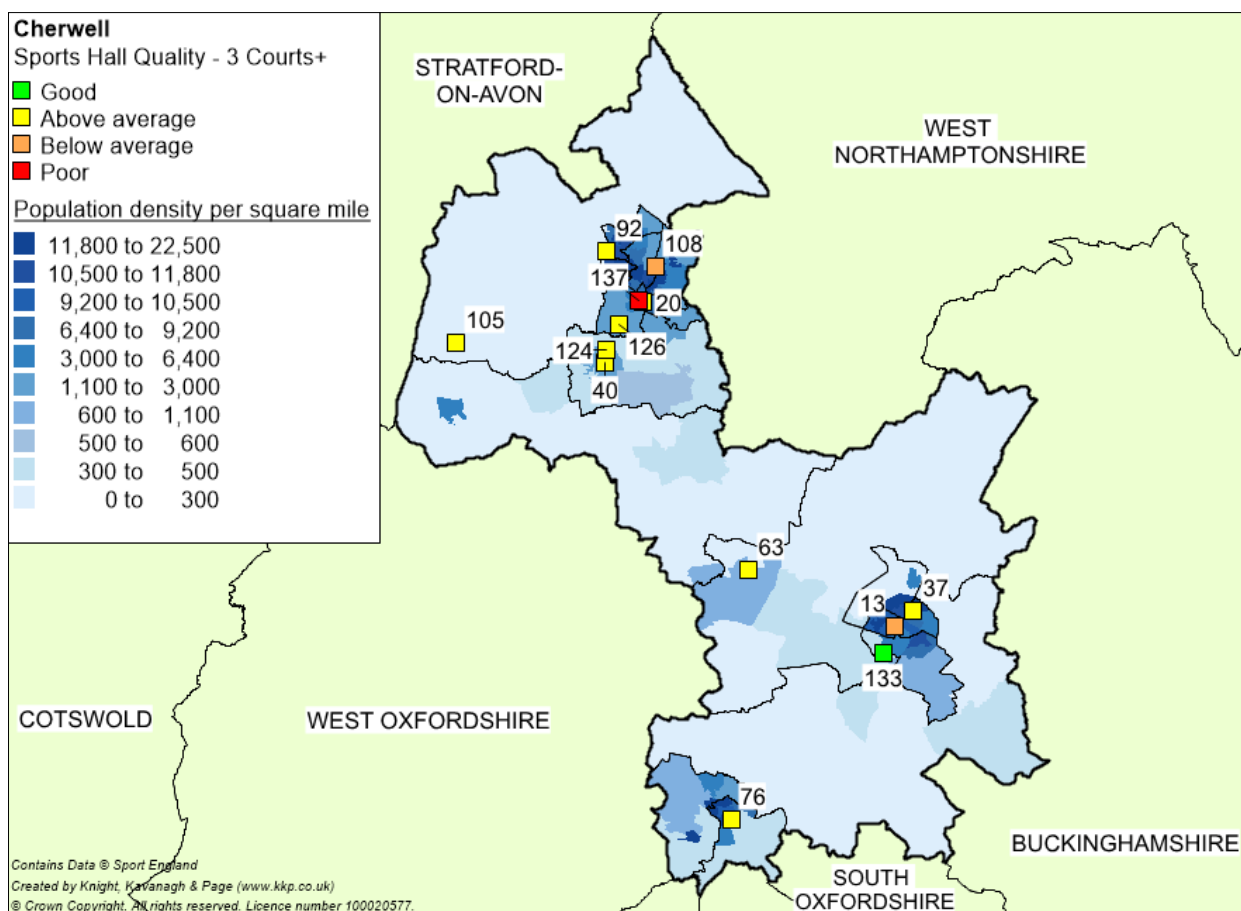 Cherwell
Sports Hall Quality - 3 Courts+
Good
Above average
Below average
Poor
Population density per square mile
11,800 to 22,500
10,500 to 11,800
9,200 to 10,500
6,400 to 9,200
3,000 to 6,400
1,100 to 3,000
600 to 1,100
500 to 600
300 to 500
0 to 300
STRATFORD-
ON-AVON
WEST
NORTHAMPTONSHIRE
92
108
137
20
105
124
126
40
63
13
37
133
COTSWOLD
WEST OXFORDSHIRE
76
BUCKINGHAMSHIRE
SOUTH
OXFORDSHIRE
Contains Data © Sport England
Created by Knight, Kavanagh & Page (www.kkp.co.uk)
© Crown Copyright. All rights reserved. Licence number 100020577.